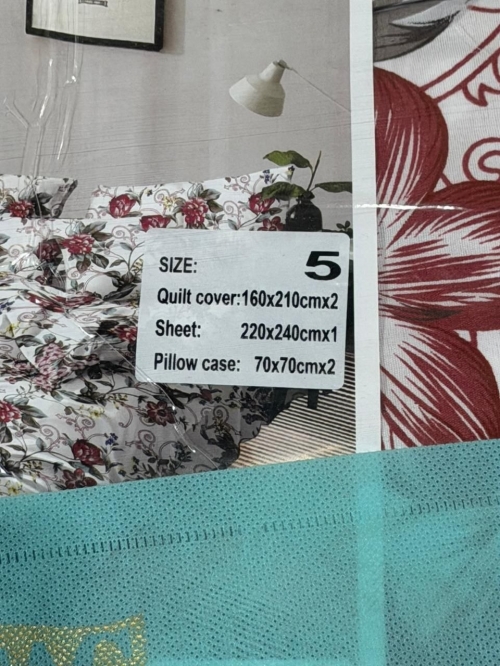 SIZE: 5
Quilt cover:160x210cmx2
Sheet: 220x240cmx1
Pillow case: 70x70cmx2